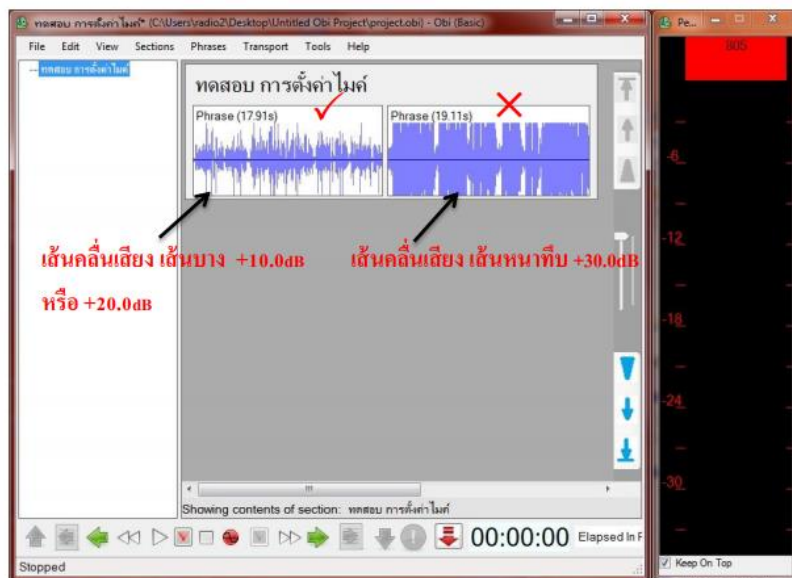 ทดสอบ การตั้งค่าไมค์* (C:\Users\radio2\Desktop\Untitled Obi Project\project.obi) - Obi (Basic)
File Edit View Sections Phrases Transport Tools Help
ทดสอบ การตั้งค่าไมค์
ทดสอบ การตั้งค่าไมค์
Phrase (17.91s) Phrase (19.11s)
เส้นคลื่นเสียง เส้นบาง +10.0dB
หรือ +20.0dB
เส้นคลื่นเสียง เส้นหนาทึบ +30.0dB
Showing contents of section: ทดสอบ การตั้งค่าไมค์
00:00:00 Elapsed In
Stopped
Pe...
-6
-12
-18
-24
-30
Keep On Top